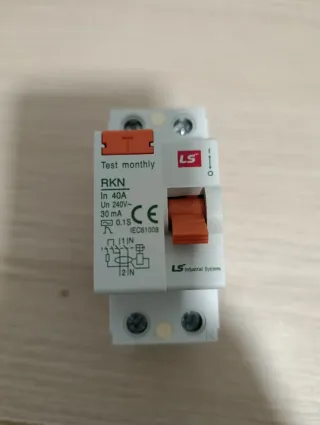 T
Test monthly
LS
I
O
RKN
In 40A
Un 240V~
30 mA
0.1S
CE
IEC61008
1 N
2 N
LS Industrial Systems